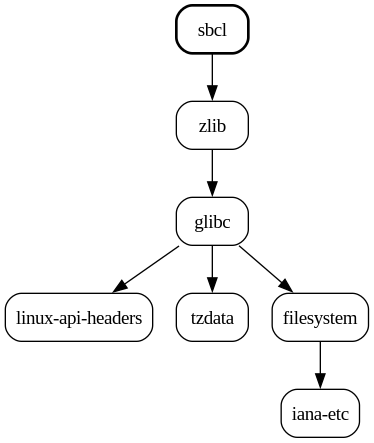 sbcl
zlib
glibc
linux-api-headers
tzdata
filesystem
iana-etc